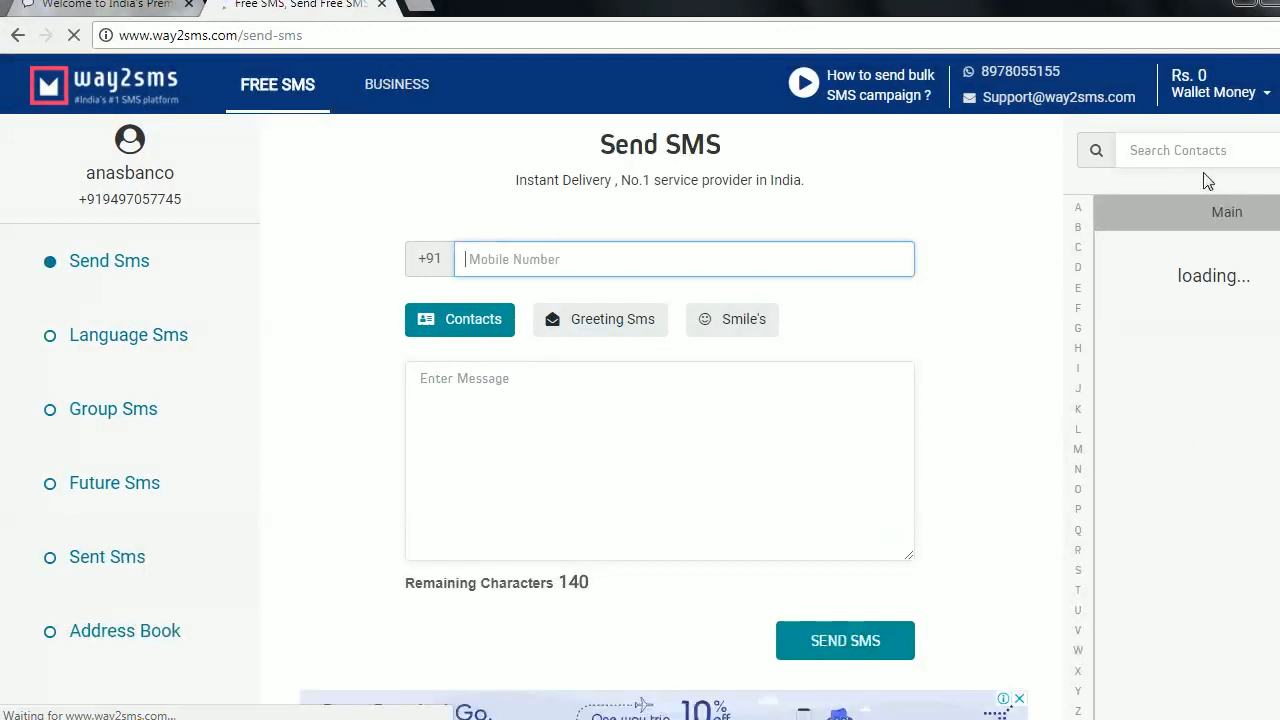 Welcome to India's Prem
Free SMS, Send Free SMS
www.way2sms.com/send-sms
way2sms
#India's #1 SMS platform
FREE SMS
BUSINESS
How to send bulk
SMS campaign ?
8978055155
Support@way2sms.com
Rs. 0
Wallet Money
anasbanco
+919497057745
Send Sms
Language Sms
Group Sms
Future Sms
Sent Sms
Address Book
Send SMS
Instant Delivery , No.1 service provider in India.
+91
Mobile Number
Contacts
Greeting Sms
Smile's
Enter Message
Remaining Characters 140
SEND SMS
Search Contacts
Main
loading...
A
B
C
D
E
F
G
H
I
J
K
L
M
N
O
P
Q
R
S
T
U
V
W
X
Y
Z
Go.
One way trip
10%
Waiting for www.way2sms.com...